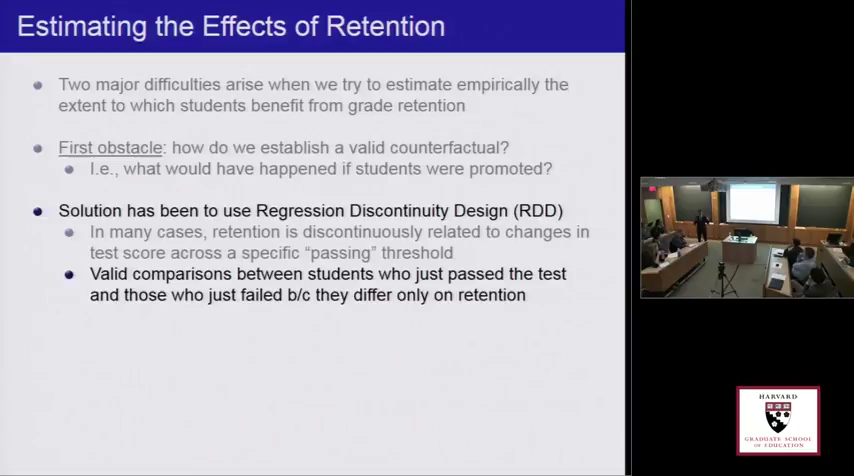 Estimating the Effects of Retention
Two major difficulties arise when we try to estimate empirically the
extent to which students benefit from grade retention
First obstacle: how do we establish a valid counterfactual?
I.e., what would have happened if students were promoted?
Solution has been to use Regression Discontinuity Design (RDD)
In many cases, retention is discontinuously related to changes in
test score across a specific “passing” threshold
Valid comparisons between students who just passed the test
and those who just failed b/c they differ only on retention
HARVARD
GRADUATE SCHOOL
OF EDUCATION